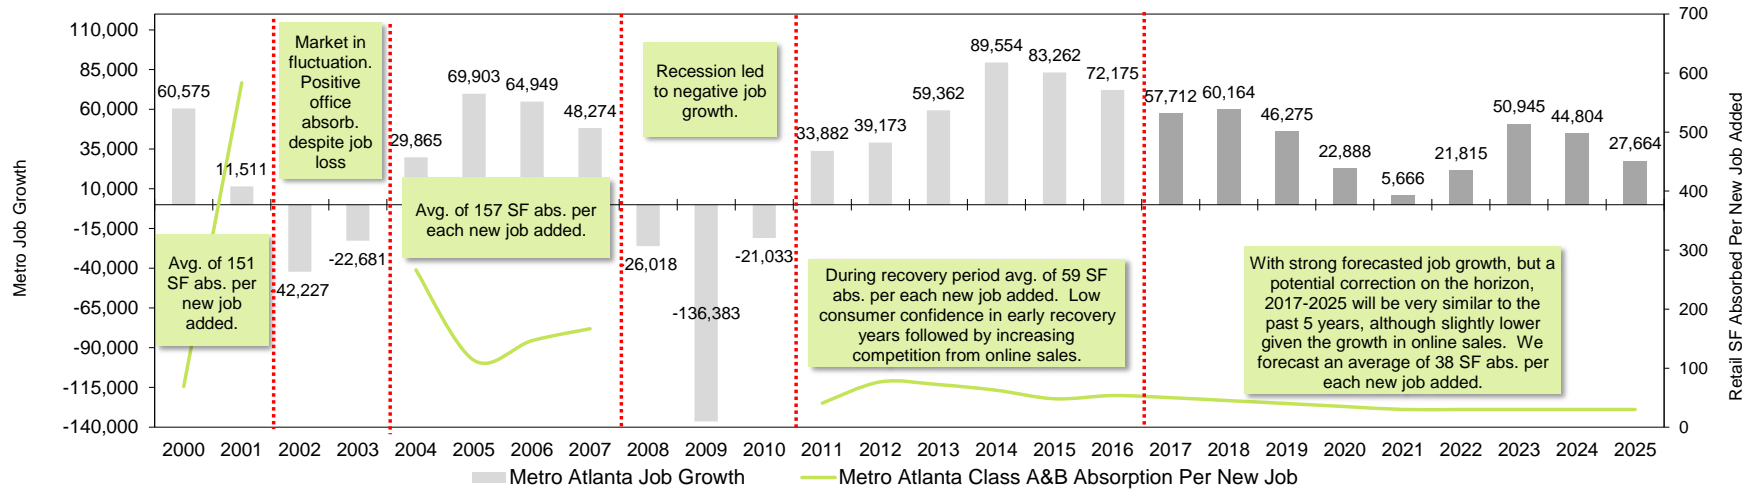 110,000
85,000
60,000
35,000
10,000
-15,000
-40,000
-65,000
-90,000
-115,000
-140,000
Metro Job Growth
700
600
500
400
300
200
100
0
Retail SF Absorbed Per New Job Added
60,575
11,511
-42,227
-22,681
29,865
69,903
64,949
48,274
-26,018
-136,383
-21,033
33,882
39,173
59,362
89,554
83,262
72,175
57,712
60,164
46,275
22,888
5,666
21,815
50,945
44,804
27,664
Avg. of 151
SF abs. per
new job
added.
Market in
fluctuation.
Positive
office
absorb.
despite job
loss
Avg. of 157 SF abs. per
each new job added.
Recession led
to negative job
growth.
During recovery period avg. of 59 SF
abs. per each new job added.  Low
consumer confidence in early recovery
years followed by increasing
competition from online sales.
With strong forecasted job growth, but a
potential correction on the horizon,
2017-2025 will be very similar to the
past 5 years, although slightly lower
given the growth in online sales.  We
forecast an average of 38 SF abs. per
each new job added.
2000 2001 2002 2003 2004 2005 2006 2007 2008 2009 2010 2011 2012 2013 2014 2015 2016 2017 2018 2019 2020 2021 2022 2023 2024 2025
Metro Atlanta Job Growth
Metro Atlanta Class A&B Absorption Per New Job